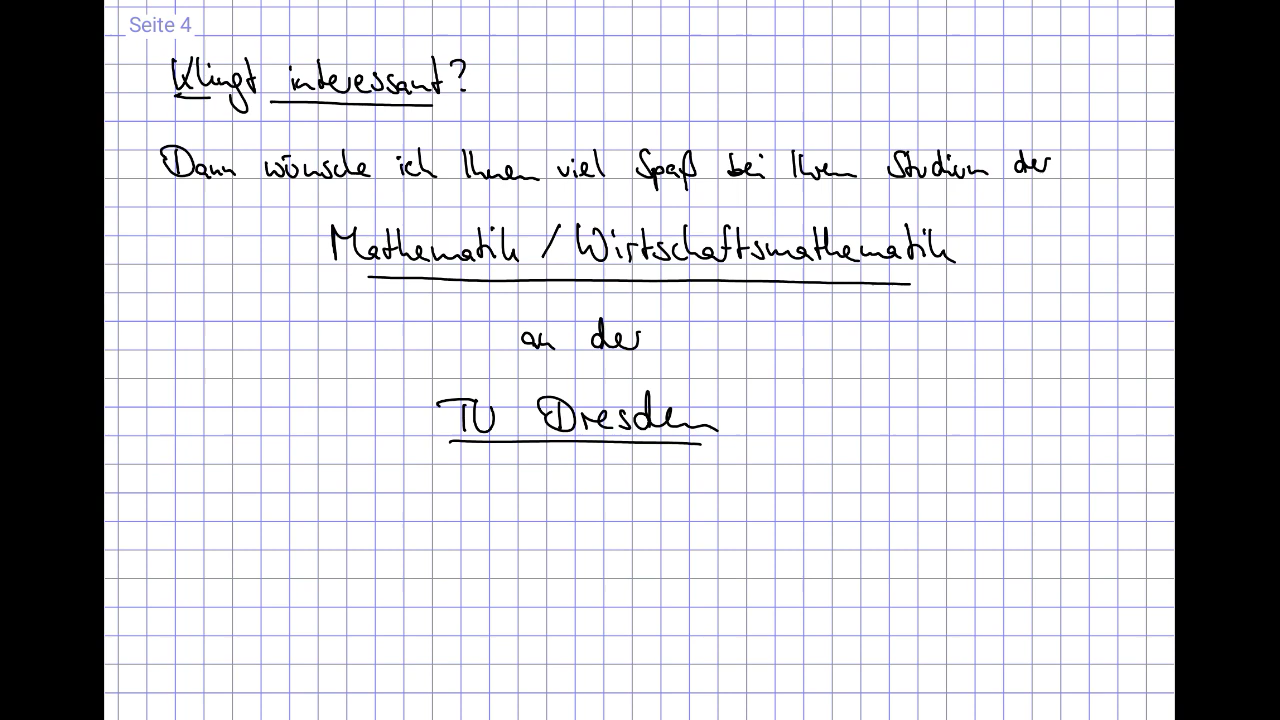 Seite 4
Klingt interessant?
Dann wünsche ich Ihnen viel Spaß bei Ihrem Studium der
Mathematik / Wirtschaftsmathematik
an der
TU Dresden